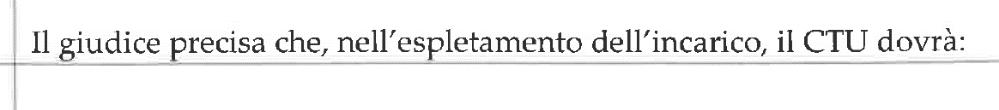 Il giudice precisa che, nell'espletamento dell'incarico, il CTU dovrà: